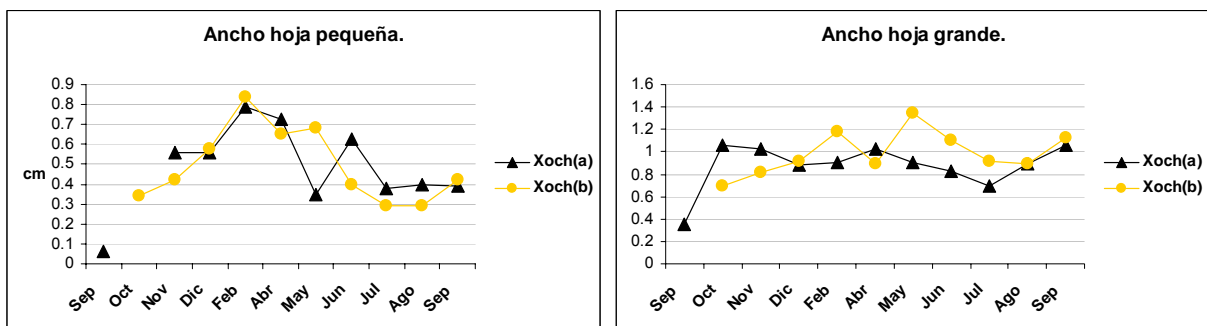 Ancho hoja pequeña.
0.9
0.8
0.7
0.6
0.5
0.4
0.3
0.2
0.1
0
cm
Sep Oct Nov Dic Feb Abr May Jun Jul Ago Sep
Xoch(a)
Xoch(b)
Ancho hoja grande.
1.6
1.4
1.2
1
0.8
0.6
0.4
0.2
0
Sep Oct Nov Dic Feb Abr May Jun Jul Ago Sep
Xoch(a)
Xoch(b)